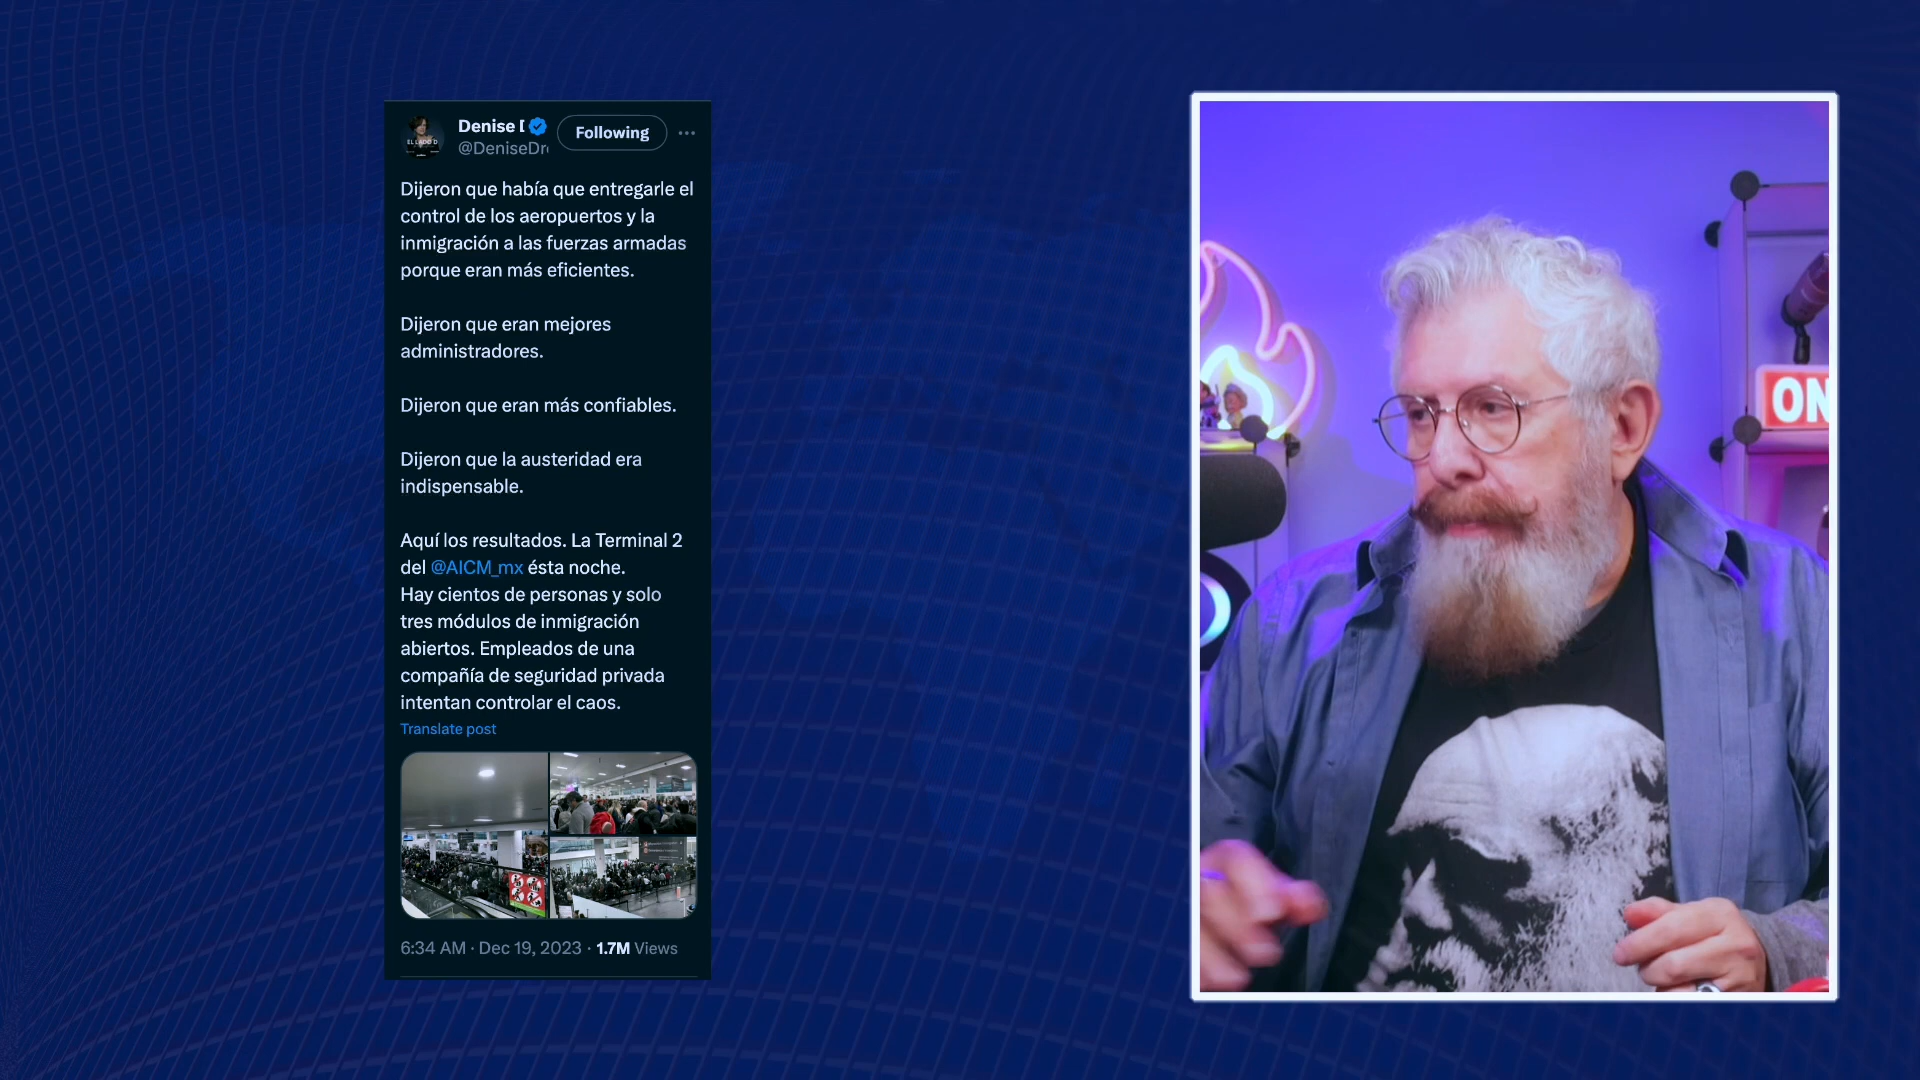 Denise
Following
@DeniseDr
EL LADO D
Dijeron que había que entregarle el
control de los aeropuertos y la
inmigración a las fuerzas armadas
porque eran más eficientes.
Dijeron que eran mejores
administradores.
Dijeron que eran más confiables.
Dijeron que la austeridad era
indispensable.
Aquí los resultados. La Terminal 2
del @AICM_mx ésta noche.
Hay cientos de personas y solo
tres módulos de inmigración
abiertos. Empleados de una
compañía de seguridad privada
intentan controlar el caos.
Translate post
6:34 AM · Dec 19, 2023 · 1.7M Views
ON